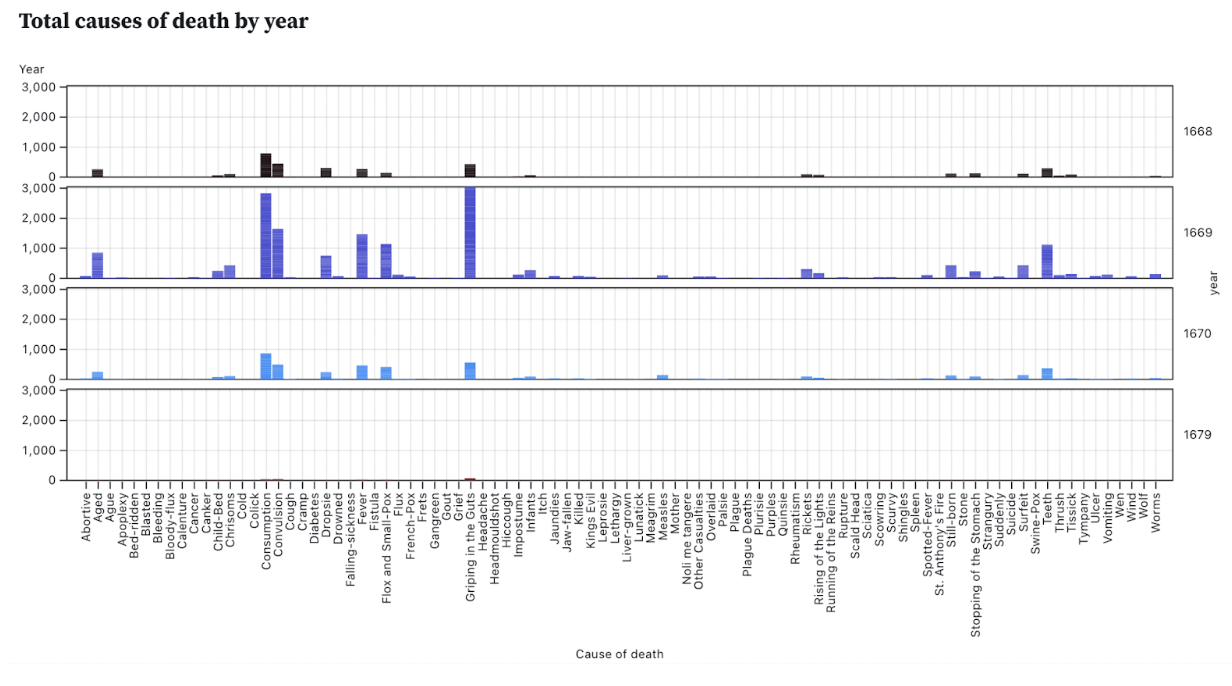 Total causes of death by year
Year
3,000
2,000
1,000
0
1668
3,000
2,000
1,000
0
1669
3,000
2,000
1,000
0
1670
3,000
2,000
1,000
0
1679
year
Abortive
Aged
Ague
Apoplexy
Bed-ridden
Blasted
Bleeding
Bloody-flux
Calenture
Cancer
Canker
Child-Bed
Chrisoms
Cold
Colick
Consumption
Convulsion
Cough
Cramp
Diabetes
Dropsie
Drowned
Falling-sickness
Fever
Fistula
Flox and Small-Pox
Flux
French-Pox
Frets
Gangreen
Gout
Grief
Griping in the Guts
Headache
Headmouldshot
Hicough
Impostume
Infants
Itch
Jaundies
Jaw-fallen
Killed
Kings Evil
Leprosie
Lethargy
Liver-grown
Lunatick
Meagrim
Measles
Mother
Noli me tangere
Other Casualties
Overlaid
Palsie
Plague
Plague Deaths
Plurisie
Purples
Quinsie
Rheumatism
Rickets
Rising of the Lights
Running of the Reins
Rupture
Scald Head
Sciatica
Scowring
Scurvy
Shingles
Spleen
Spotted-Fever
St. Anthony's Fire
Still-born
Stone
Stopping of the Stomach
Strangury
Suddenly
Suicide
Surfeit
Swine-Pox
Teeth
Thrush
Tissick
Tympany
Ulcer
Vomiting
Wen
Wind
Wolf
Worms
Cause of death